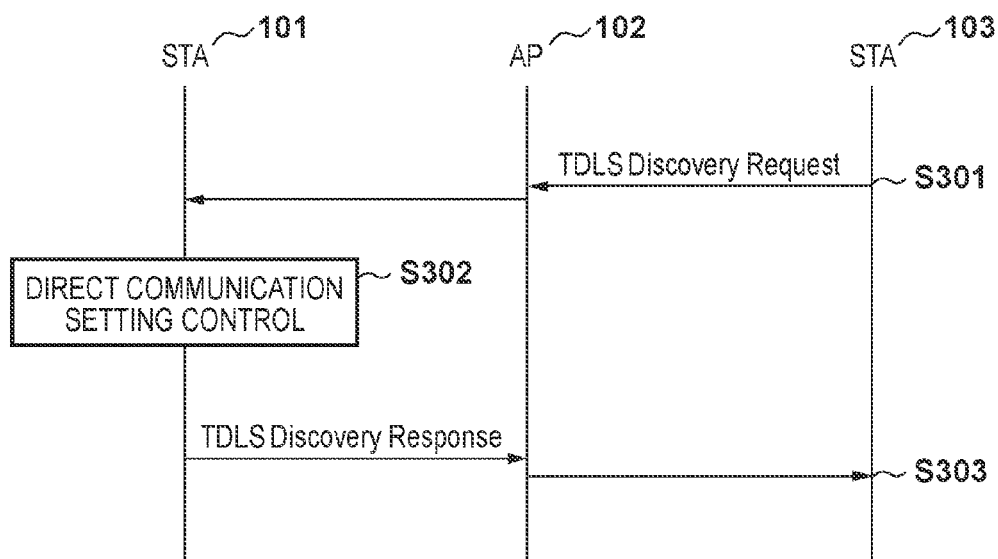 STA 101
AP 102
STA 103
TDLS Discovery Request
S301
S302
DIRECT COMMUNICATION
SETTING CONTROL
TDLS Discovery Response
S303